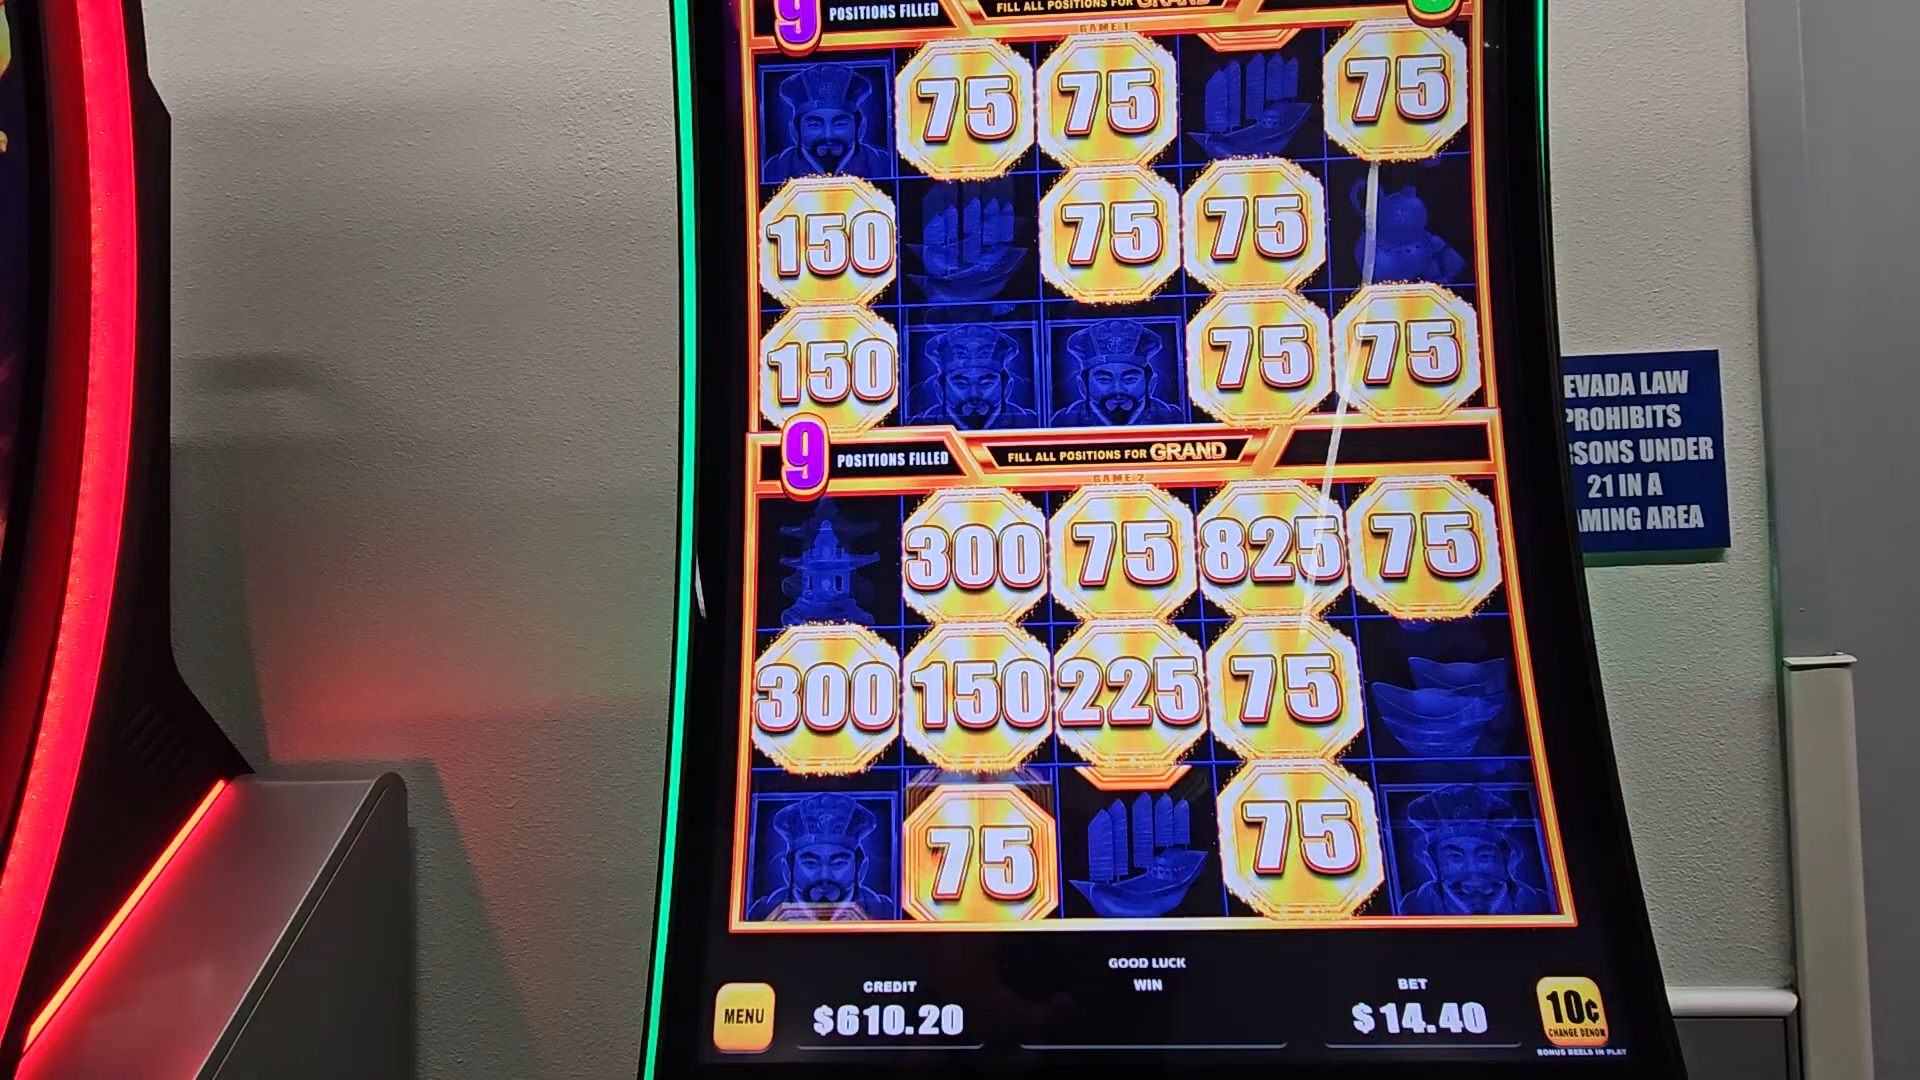 9 POSITIONS FILLED
FILL ALL POSITIONS FOR GRAND
GAME 1
75 75 75
150 75 75
150 75 75
9 POSITIONS FILLED
FILL ALL POSITIONS FOR GRAND
GAME 2
300 75 825 75
300 150 225 75
75 75
GOOD LUCK
WIN
MENU
CREDIT
$610.20
BET
$14.40
10¢
CHANGE DENOM
BONUS REELS IN PLAY
EVADA LAW
PROHIBITS
SONS UNDER
21 IN A
MING AREA